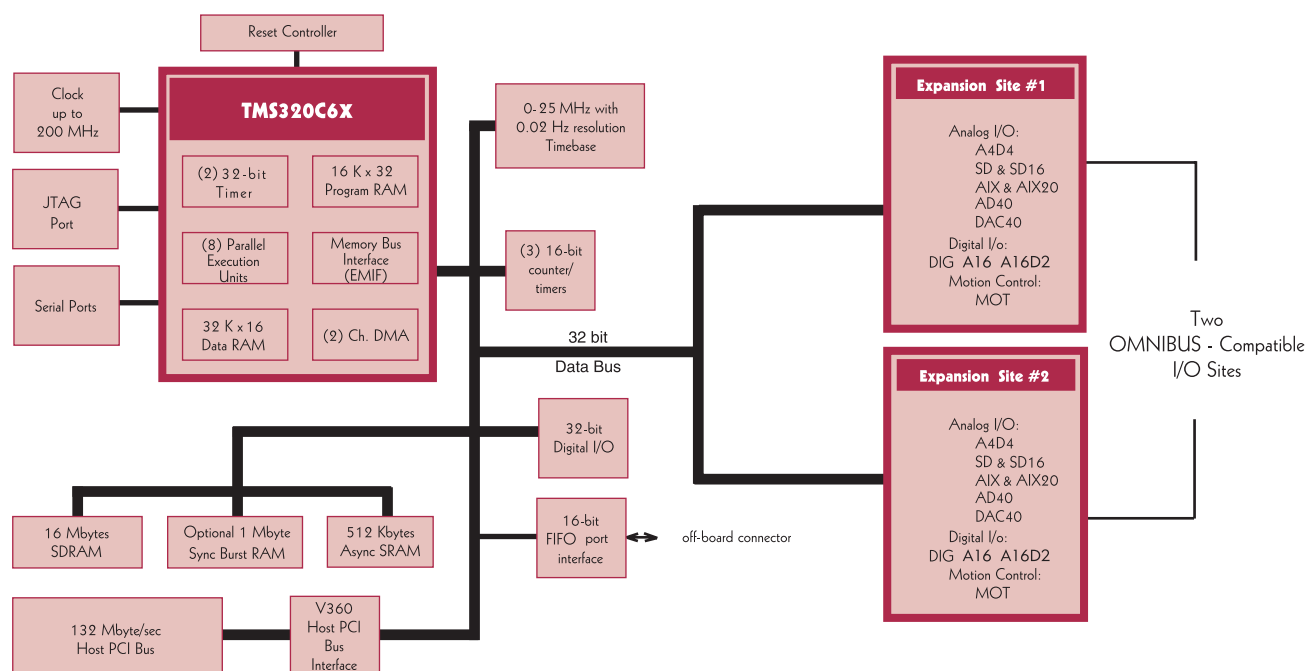 Reset Controller
Clock
up to
200 MHz
JTAG
Port
Serial Ports
TMS320C6X
(2) 32-bit
Timer
16 K x 32
Program RAM
(8) Parallel
Execution
Units
Memory Bus
Interface
(EMIF)
32 K x 16
Data RAM
(2) Ch. DMA
0-25 MHz with
0.02 Hz resolution
Timebase
(3) 16-bit
counter/
timers
32 bit
Data Bus
32-bit
Digital I/O
16-bit
FIFO port
interface
off-board connector
16 Mbytes
SDRAM
Optional 1 Mbyte
Sync Burst RAM
512 Kbytes
Async SRAM
132 Mbyte/sec
Host PCI Bus
V360
Host PCI
Bus
Interface
Expansion Site #1
Analog I/O:
A4D4
SD & SD16
AIX & AIX20
AD40
DAC40
Digital I/o:
DIG A16 A16D2
Motion Control:
MOT
Expansion Site #2
Analog I/O:
A4D4
SD & SD16
AIX & AIX20
AD40
DAC40
Digital I/o:
DIG A16 A16D2
Motion Control:
MOT
Two
OMNIBUS - Compatible
I/O Sites